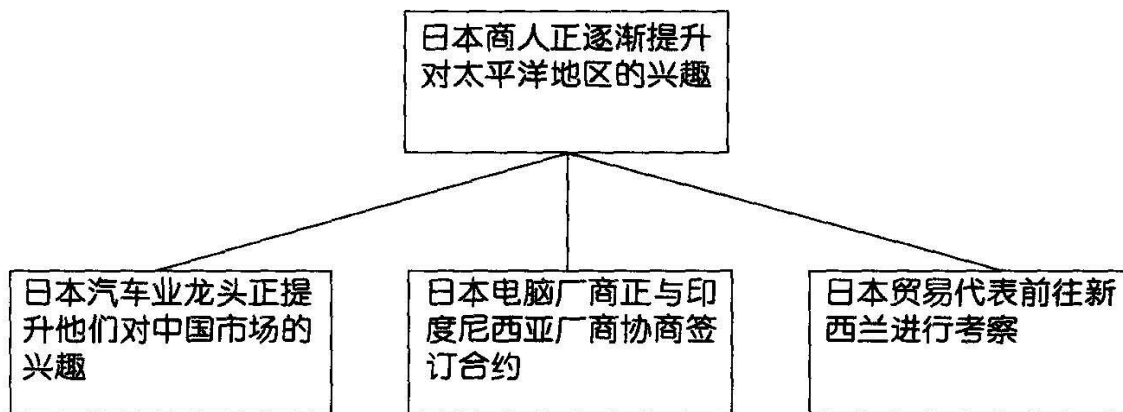 日本商人正逐渐提升
对太平洋地区的兴趣
日本汽车业龙头正提
升他们对中国市场的
兴趣
日本电脑厂商正与印
度尼西亚厂商协商签
订合约
日本贸易代表前往新
西兰进行考察